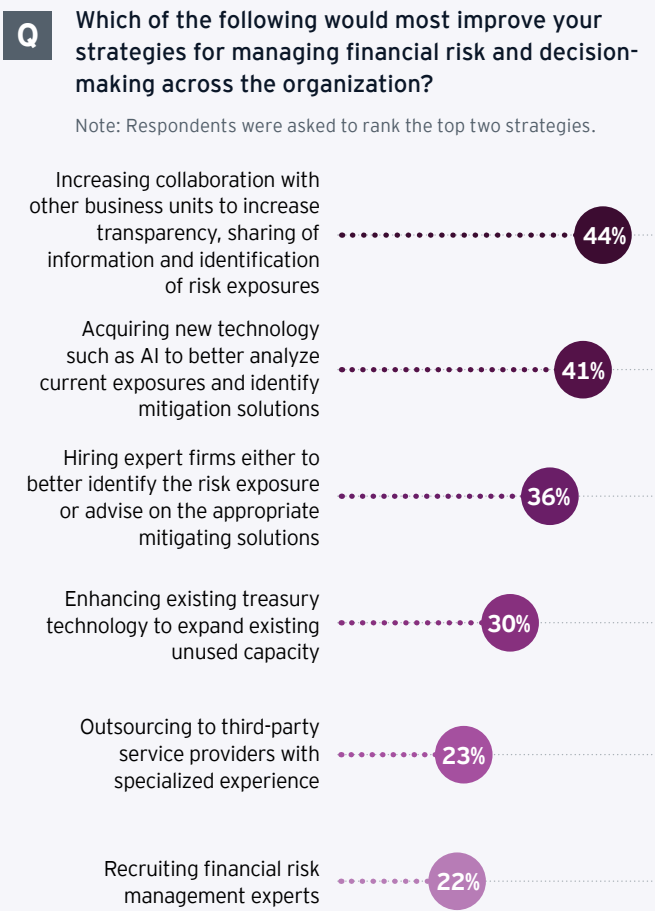 Q
Which of the following would most improve your
strategies for managing financial risk and decision-
making across the organization?
Note: Respondents were asked to rank the top two strategies.
Increasing collaboration with
other business units to increase
transparency, sharing of
information and identification
of risk exposures
44%
Acquiring new technology
such as AI to better analyze
current exposures and identify
mitigation solutions
41%
Hiring expert firms either to
better identify the risk exposure
or advise on the appropriate
mitigating solutions
36%
Enhancing existing treasury
technology to expand existing
unused capacity
30%
Outsourcing to third-party
service providers with
specialized experience
23%
Recruiting financial risk
management experts
22%